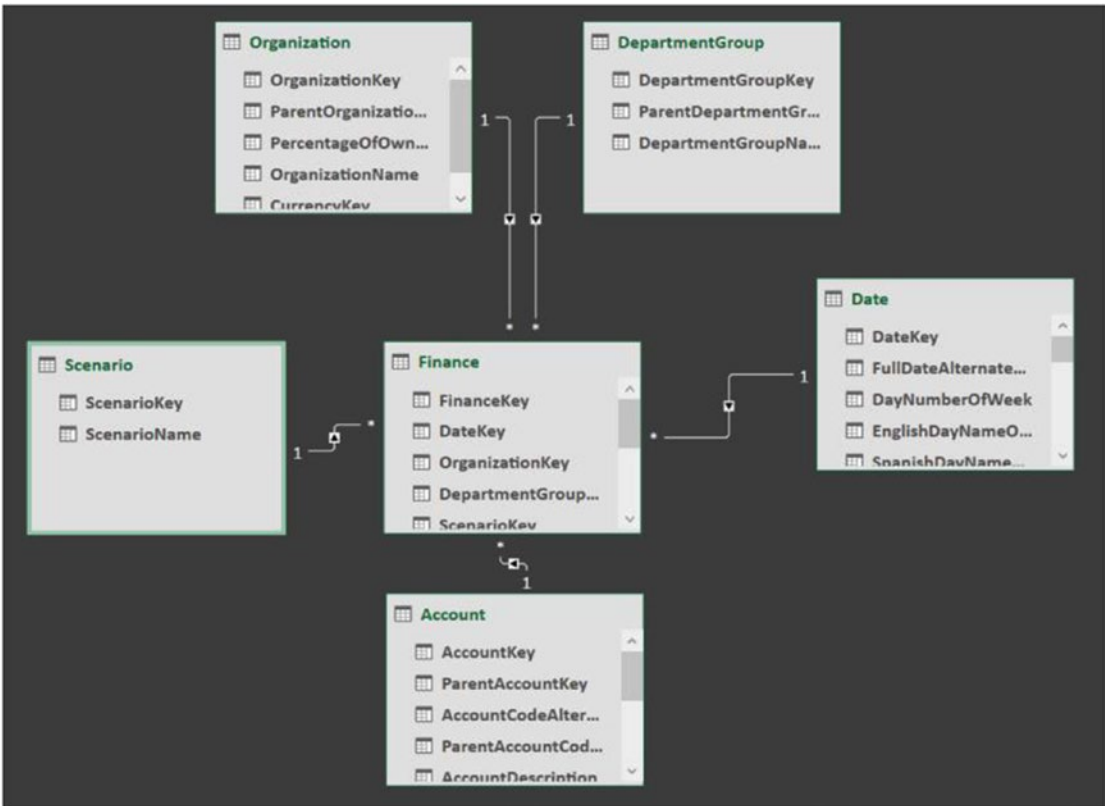 Organization
OrganizationKey
ParentOrganizatio...
PercentageOfOwn...
OrganizationName
CurrencyKey
1
DepartmentGroup
DepartmentGroupKey
ParentDepartmentGr...
DepartmentGroupNa...
1
*
*
Scenario
ScenarioKey
ScenarioName
1
*
Finance
FinanceKey
DateKey
OrganizationKey
DepartmentGroup...
ScenarioKey
*
Date
DateKey
FullDateAlternate...
DayNumberOfWeek
EnglishDayNameO...
SpanishDayName...
1
*
1
Account
AccountKey
ParentAccountKey
AccountCodeAlter...
ParentAccountCod...
AccountDescription